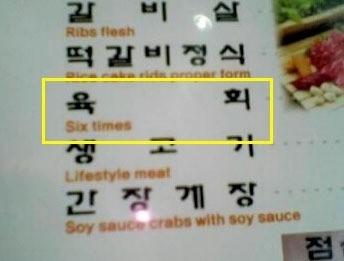 갈 비 살
Ribs flesh
떡갈비정식
Rice cake rids proper form
육 회
Six times
생 고 기
Lifestyle meat
간 장 게 장
Soy sauce crabs with soy sauce
점